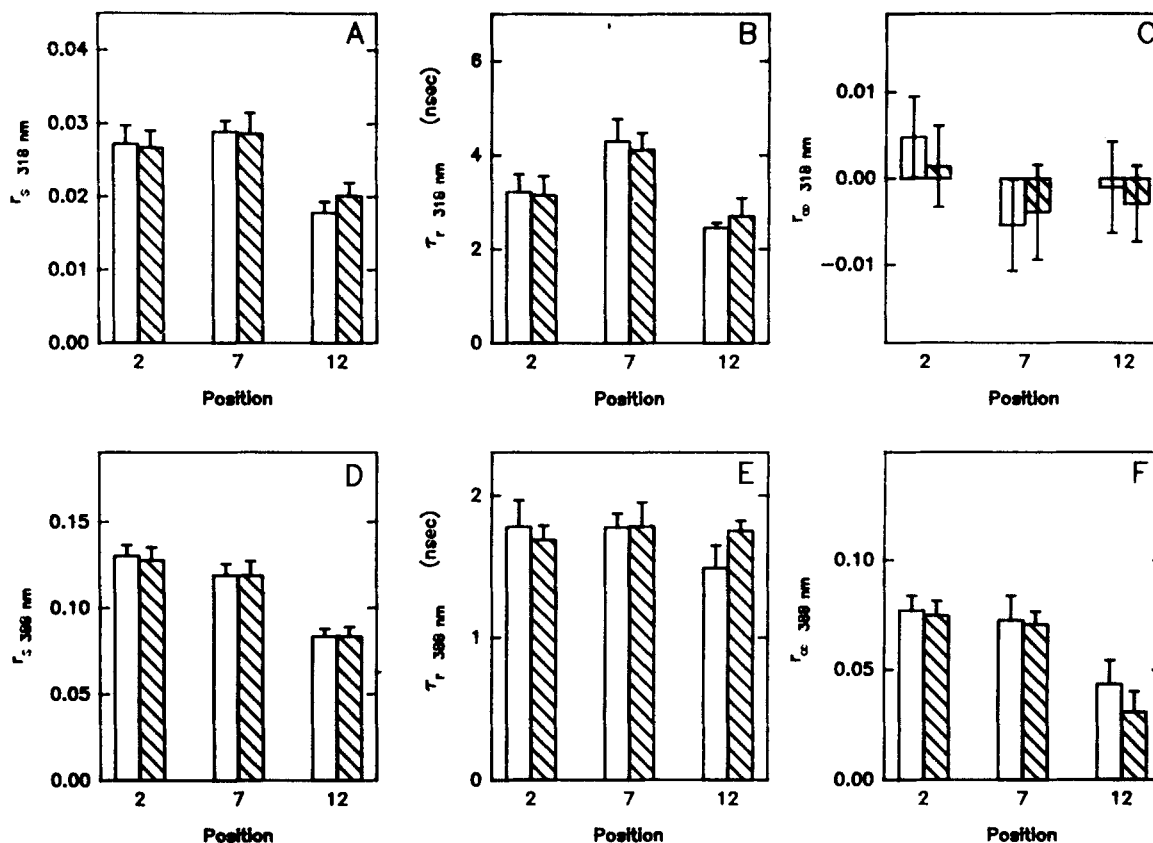 A
0.04
0.03
0.02
0.01
0.00
r_s 318 nm
2 7 12
Position
B
6
4
2
0
τ_r 318 nm (nsec)
2 7 12
Position
C
0.01
0.00
−0.01
r_∞ 318 nm
2 7 12
Position
D
0.15
0.10
0.05
0.00
r_s 388 nm
2 7 12
Position
E
2
1
0
τ_r 388 nm (nsec)
2 7 12
Position
F
0.10
0.05
0.00
r_∞ 388 nm
2 7 12
Position